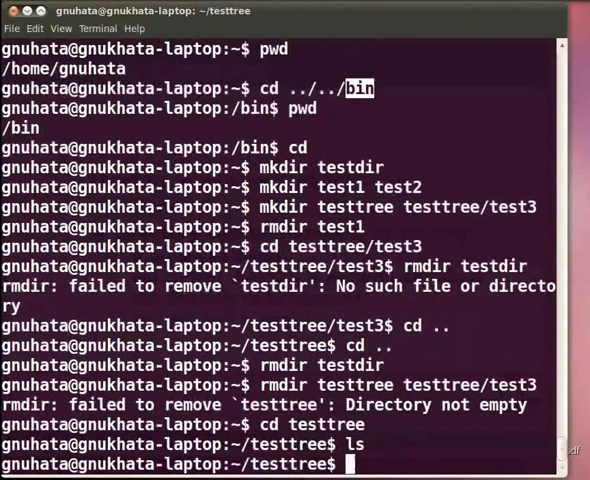 gnuhata@gnukhata-laptop: ~/testtree
File Edit View Terminal Help
gnuhata@gnukhata-laptop:~$ pwd
/home/gnuhata
gnuhata@gnukhata-laptop:~$ cd ../../bin
gnuhata@gnukhata-laptop:/bin$ pwd
/bin
gnuhata@gnukhata-laptop:/bin$ cd
gnuhata@gnukhata-laptop:~$ mkdir testdir
gnuhata@gnukhata-laptop:~$ mkdir test1 test2
gnuhata@gnukhata-laptop:~$ mkdir testtree testtree/test3
gnuhata@gnukhata-laptop:~$ rmdir test1
gnuhata@gnukhata-laptop:~$ cd testtree/test3
gnuhata@gnukhata-laptop:~/testtree/test3$ rmdir testdir
rmdir: failed to remove `testdir': No such file or directo
ry
gnuhata@gnukhata-laptop:~/testtree/test3$ cd ..
gnuhata@gnukhata-laptop:~/testtree$ cd ..
gnuhata@gnukhata-laptop:~$ rmdir testdir
gnuhata@gnukhata-laptop:~$ rmdir testtree testtree/test3
rmdir: failed to remove `testtree': Directory not empty
gnuhata@gnukhata-laptop:~$ cd testtree
gnuhata@gnukhata-laptop:~/testtree$ ls
gnuhata@gnukhata-laptop:~/testtree$